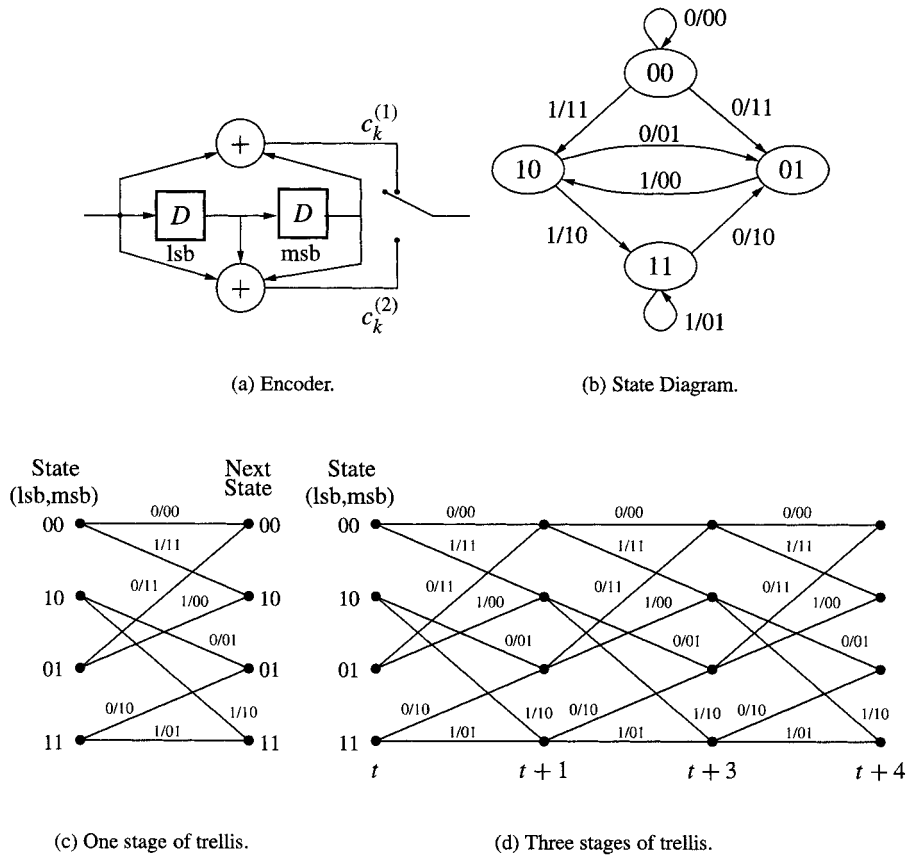 c_k^(1)
+
D
D
lsb
msb
+
c_k^(2)
(a) Encoder.
0/00
00
1/11
0/11
0/01
10
01
1/00
1/10
0/10
11
1/01
(b) State Diagram.
State
(lsb,msb)
Next
State
00
0/00
00
1/11
10
0/11
1/00
10
0/01
01
01
0/10
1/10
11
1/01
11
(c) One stage of trellis.
State
(lsb,msb)
00
0/00
0/00
0/00
1/11
1/11
1/11
10
0/11
0/11
0/11
1/00
1/00
1/00
01
0/01
0/01
0/01
0/10
1/10
0/10
1/10
0/10
1/10
11
1/01
1/01
1/01
t
t + 1
t + 3
t + 4
(d) Three stages of trellis.